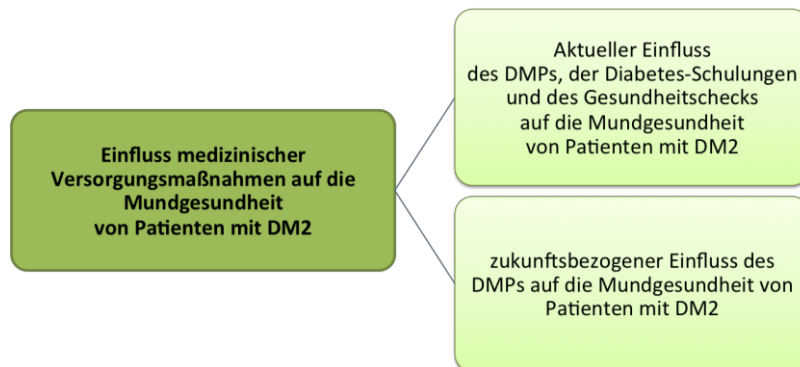 Einfluss medizinischer
Versorgungsmaßnahmen auf die
Mundgesundheit
von Patienten mit DM2
Aktueller Einfluss
des DMPs, der Diabetes-Schulungen
und des Gesundheitschecks
auf die Mundgesundheit
von Patienten mit DM2
zukunftsbezogener Einfluss des
DMPs auf die Mundgesundheit von
Patienten mit DM2